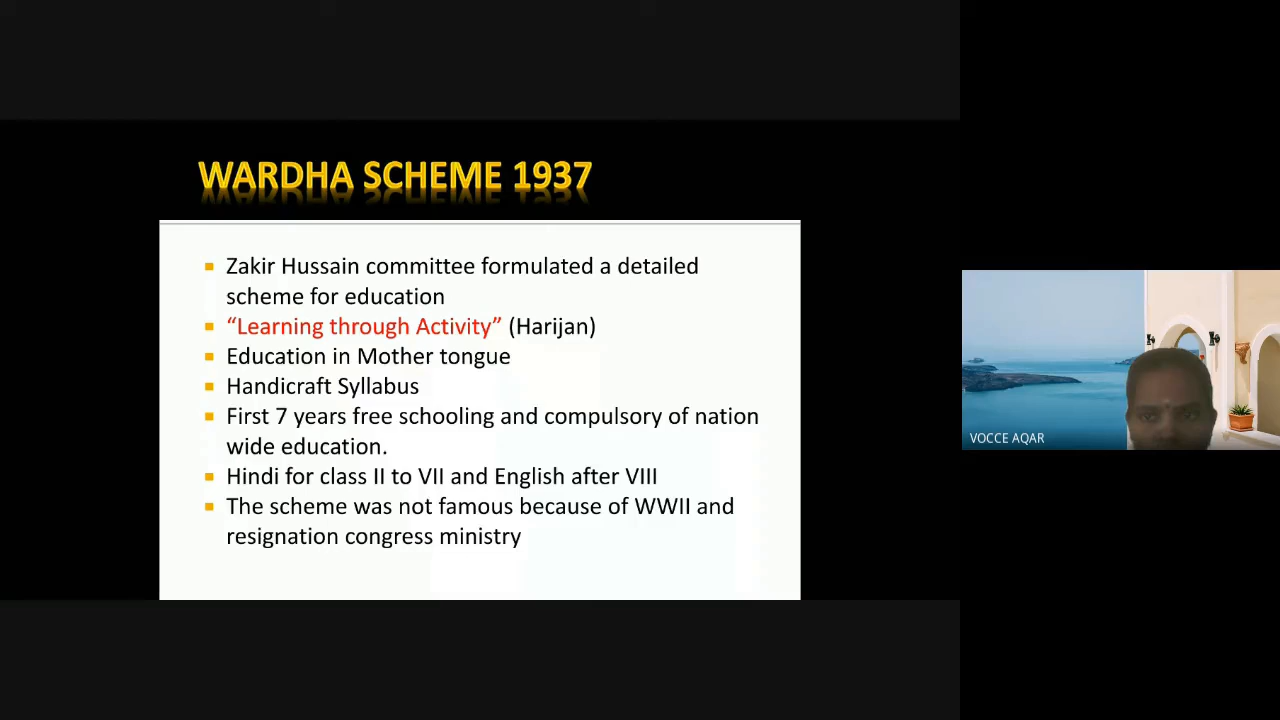 WARDHA SCHEME 1937
Zakir Hussain committee formulated a detailed
scheme for education
“Learning through Activity” (Harijan)
Education in Mother tongue
Handicraft Syllabus
First 7 years free schooling and compulsory of nation
wide education.
Hindi for class II to VII and English after VIII
The scheme was not famous because of WWII and
resignation congress ministry
VOCCE AQAR